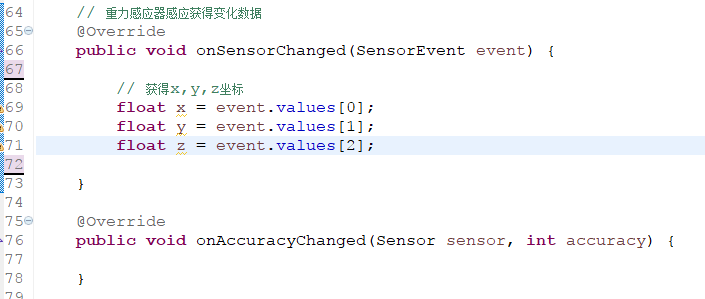 64 // 重力感应器感应获得变化数据
65 @Override
66 public void onSensorChanged(SensorEvent event) {
67
68 // 获得x,y,z坐标
69 float x = event.values[0];
70 float y = event.values[1];
71 float z = event.values[2];
72
73 }
74
75 @Override
76 public void onAccuracyChanged(Sensor sensor, int accuracy) {
77
78 }
79